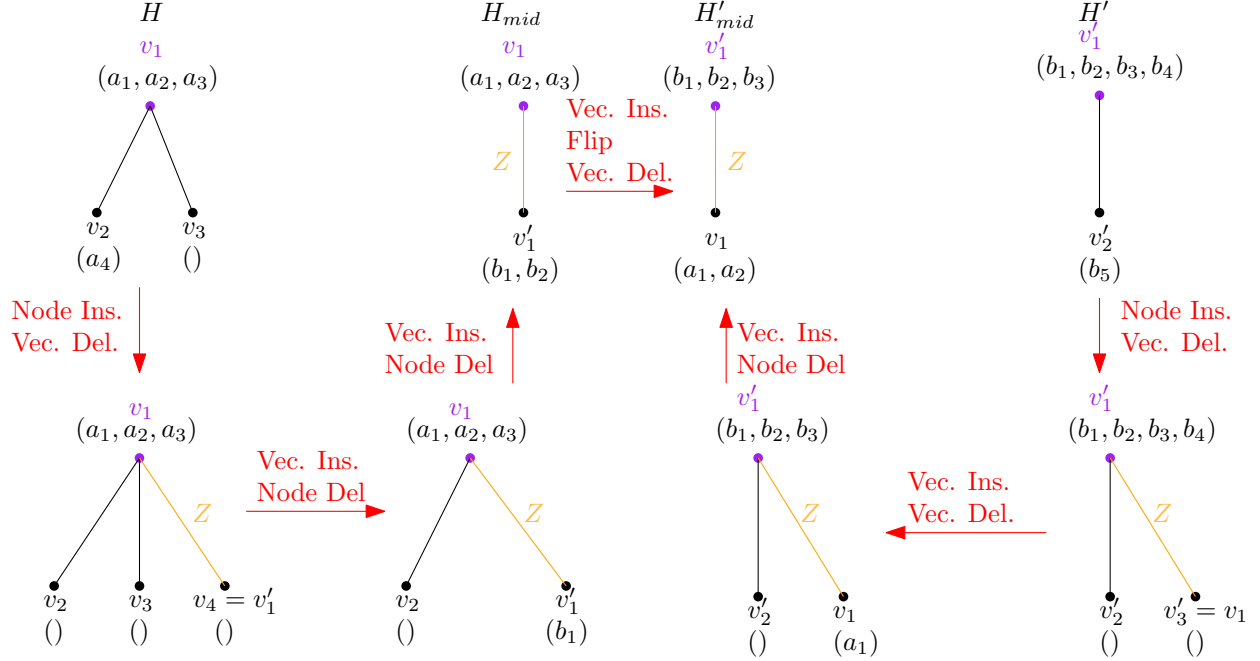 H
v_1
(a_1, a_2, a_3)
v_2
(a_4)
v_3
()
H_{mid}
v_1
(a_1, a_2, a_3)
Z
v'_1
(b_1, b_2)
Vec. Ins.
Flip
Vec. Del.
H'_{mid}
v'_1
(b_1, b_2, b_3)
Z
v_1
(a_1, a_2)
H'
v'_1
(b_1, b_2, b_3, b_4)
v'_2
(b_5)
Node Ins.
Vec. Del.
Vec. Ins.
Node Del
Vec. Ins.
Node Del
Node Ins.
Vec. Del.
v_1
(a_1, a_2, a_3)
Z
v_2
()
v_3
()
v_4 = v'_1
()
Vec. Ins.
Node Del
v_1
(a_1, a_2, a_3)
Z
v_2
()
v'_1
(b_1)
v'_1
(b_1, b_2, b_3)
Z
v'_2
()
v_1
(a_1)
Vec. Ins.
Vec. Del.
v'_1
(b_1, b_2, b_3, b_4)
Z
v'_2
()
v'_3 = v_1
()